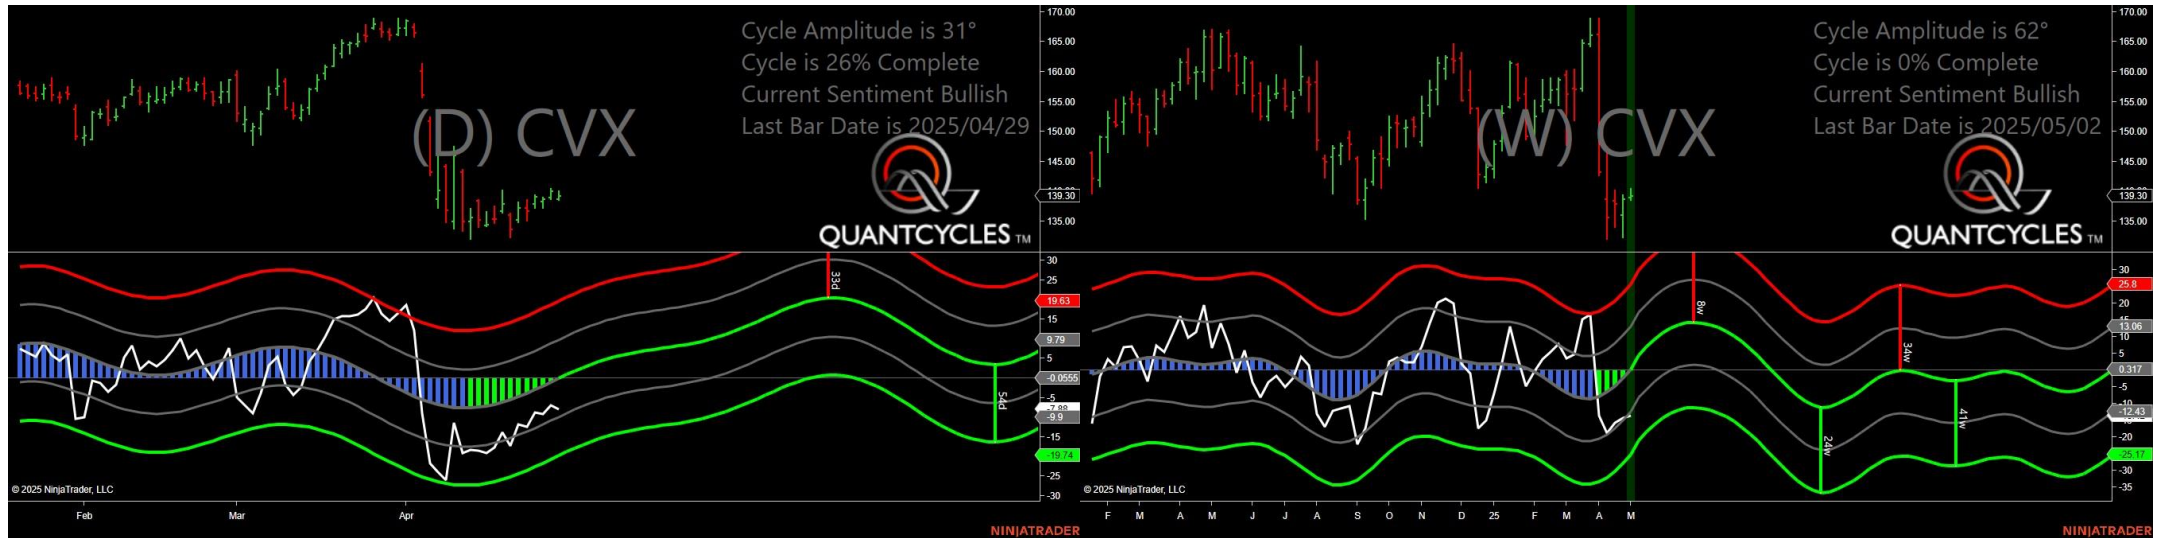 Cycle Amplitude is 31°
Cycle is 26% Complete
Current Sentiment Bullish
Last Bar Date is 2025/04/29
(D) CVX
QUANTCYCLES TM
170.00
165.00
160.00
155.00
150.00
145.00
139.30
135.00
33d
54d
30
25
19.63
15
9.79
5
-0.0555
-5
-7.88
-9.9
-15
-19.74
-25
-30
© 2025 NinjaTrader, LLC
Feb Mar Apr
NINJATRADER
Cycle Amplitude is 62°
Cycle is 0% Complete
Current Sentiment Bullish
Last Bar Date is 2025/05/02
(W) CVX
QUANTCYCLES TM
170.00
165.00
160.00
155.00
150.00
145.00
139.30
135.00
8w
24w
34w
41w
30
25.8
20
13.06
10
5
0.317
-5
-12.43
-20
-25.17
-30
-35
© 2025 NinjaTrader, LLC
F M A M J J A S O N D 25 F M A M
NINJATRADER